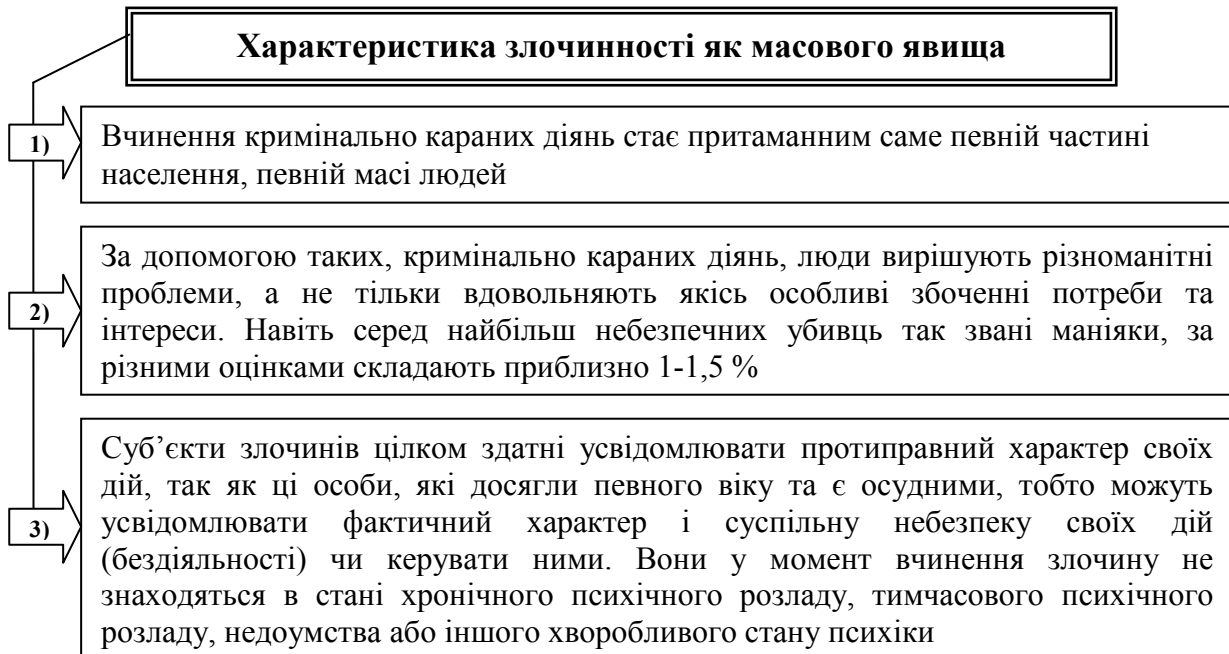 Характеристика злочинності як масового явища
1)
Вчинення кримінально караних діянь стає притаманним саме певній частині
населення, певній масі людей
2)
За допомогою таких, кримінально караних діянь, люди вирішують різноманітні
проблеми, а не тільки вдовольняють якісь особливі збоченні потреби та
інтереси. Навіть серед найбільш небезпечних убивць так звані маніяки, за
різними оцінками складають приблизно 1-1,5 %
3)
Суб’єкти злочинів цілком здатні усвідомлювати протиправний характер своїх
дій, так як ці особи, які досягли певного віку та є осудними, тобто можуть
усвідомлювати фактичний характер і суспільну небезпеку своїх дій
(бездіяльності) чи керувати ними. Вони у момент вчинення злочину не
знаходяться в стані хронічного психічного розладу, тимчасового психічного
розладу, недоумства або іншого хворобливого стану психіки